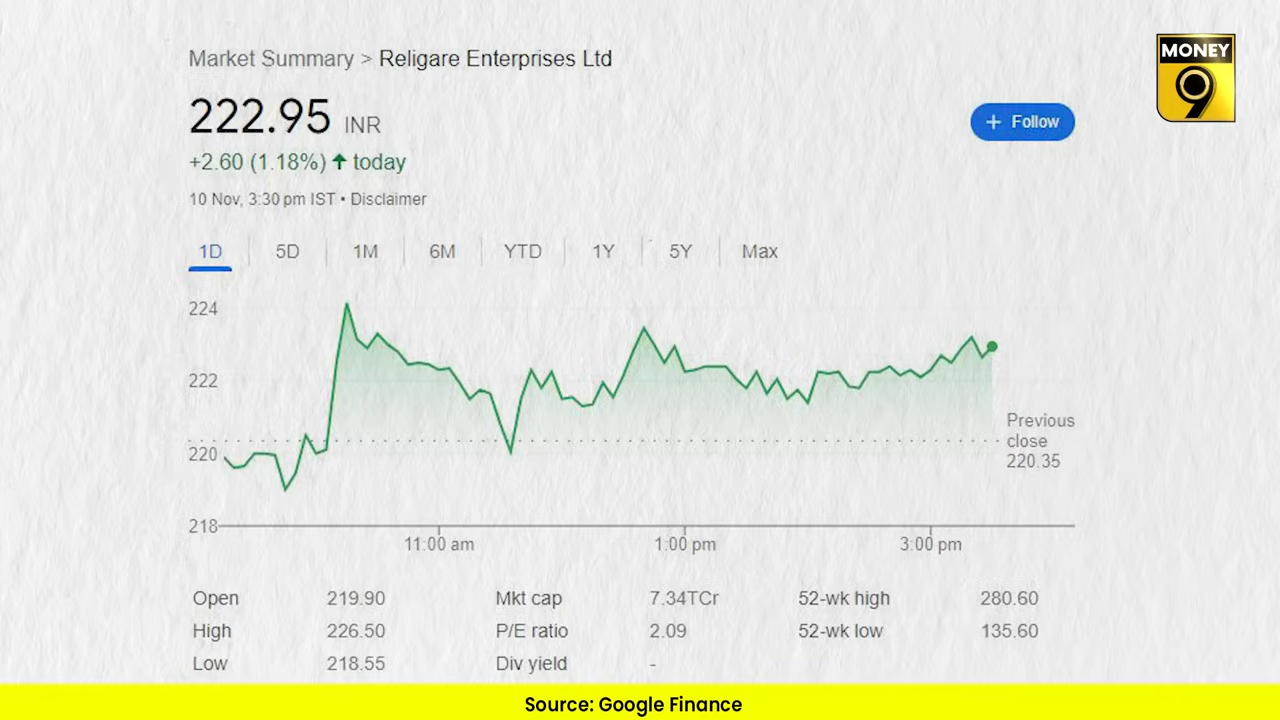 MONEY
9
Market Summary > Religare Enterprises Ltd
222.95 INR
+ Follow
+2.60 (1.18%) ↑ today
10 Nov, 3:30 pm IST • Disclaimer
1D 5D 1M 6M YTD 1Y 5Y Max
224
222
220
218
Previous
close
220.35
11:00 am 1:00 pm 3:00 pm
Open 219.90 Mkt cap 7.34TCr 52-wk high 280.60
High 226.50 P/E ratio 2.09 52-wk low 135.60
Low 218.55 Div yield -
Source: Google Finance